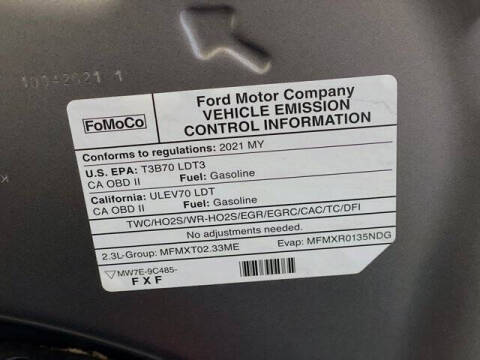 10042021 1
FoMoCo
Ford Motor Company
VEHICLE EMISSION
CONTROL INFORMATION
Conforms to regulations: 2021 MY
U.S. EPA: T3B70 LDT3
CA OBD II Fuel: Gasoline
California: ULEV70 LDT
CA OBD II Fuel: Gasoline
TWC/HO2S/WR-HO2S/EGR/EGRC/CAC/TC/DFI
No adjustments needed.
2.3L-Group: MFMXT02.33ME Evap: MFMXR0135NDG
MW7E-9C485-
FXF